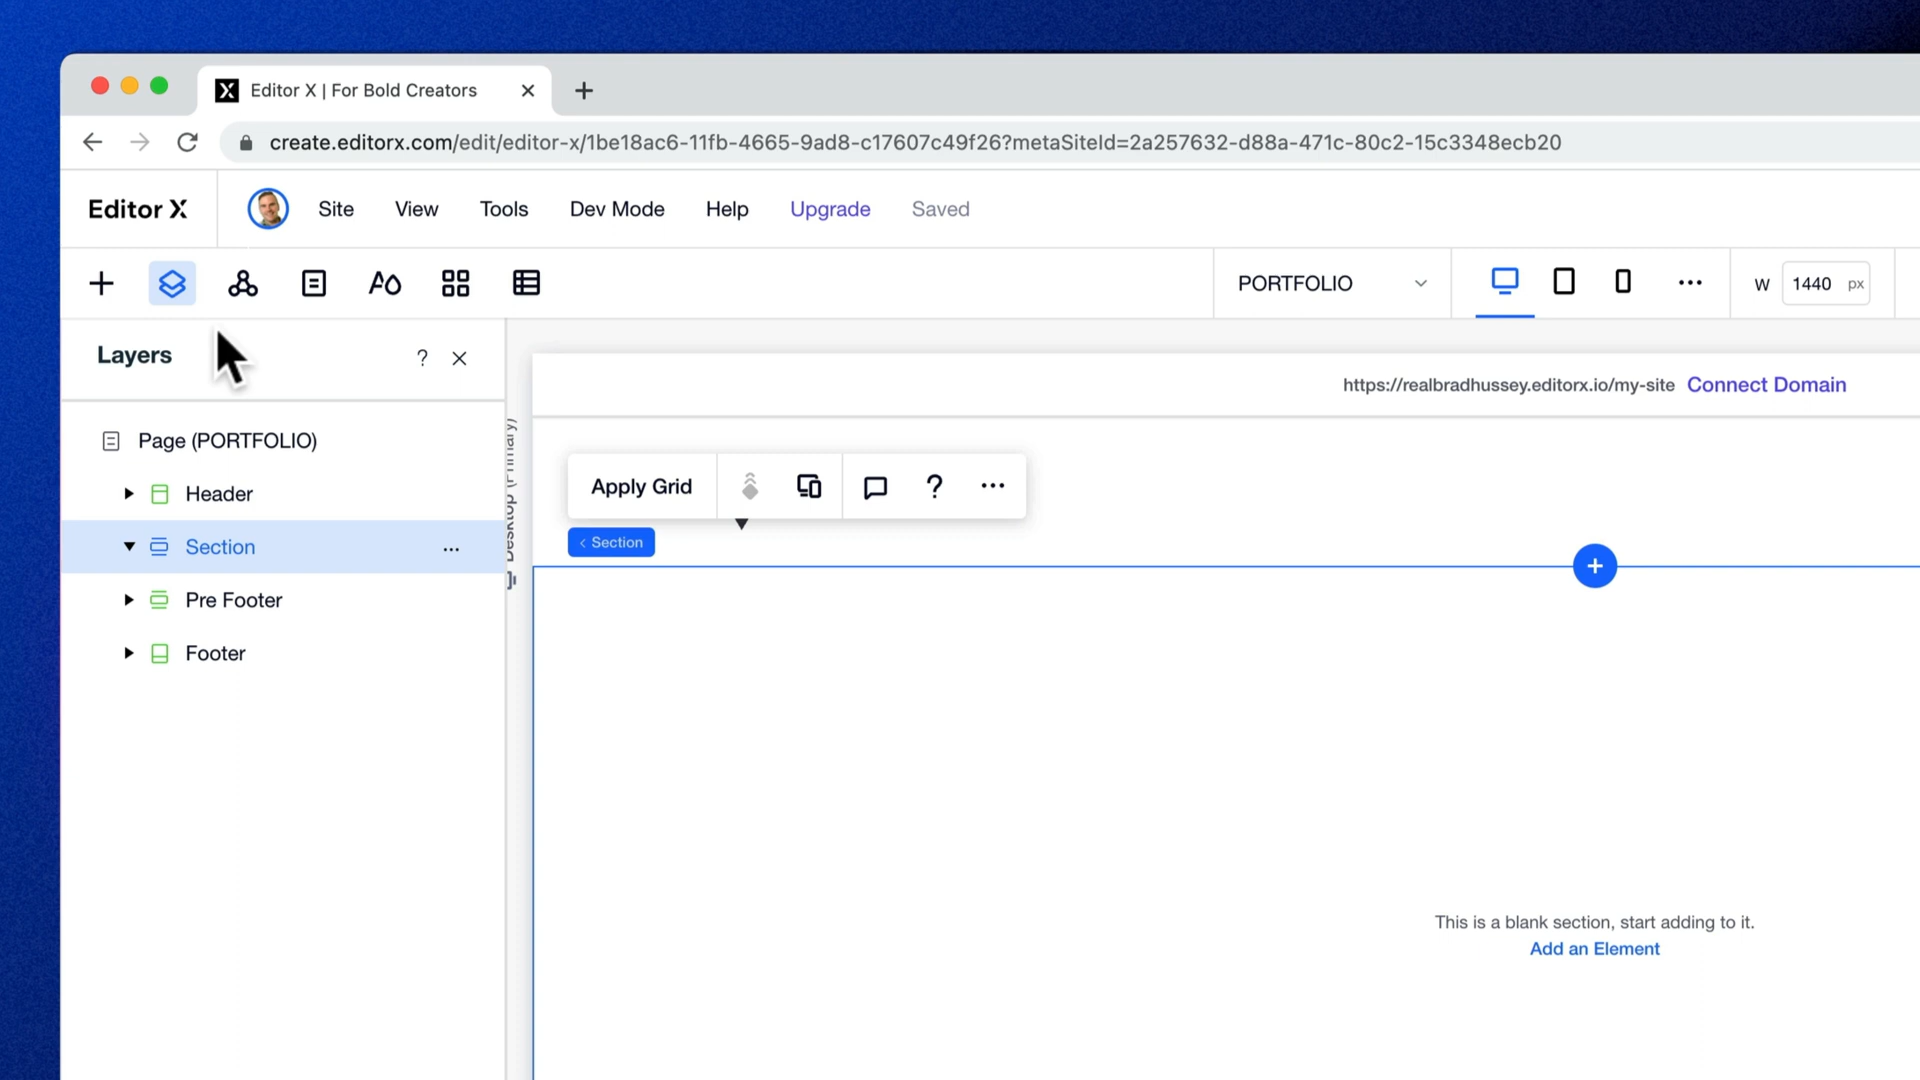 Editor X | For Bold Creators
create.editorx.com/edit/editor-x/1be18ac6-11fb-4665-9ad8-c17607c49f26?metaSiteId=2a257632-d88a-471c-80c2-15c3348ecb20
Editor X Site View Tools Dev Mode Help Upgrade Saved
PORTFOLIO W 1440 px
Layers ?
https://realbradhussey.editorx.io/my-site Connect Domain
Page (PORTFOLIO)
Header
Section ...
Pre Footer
Footer
Desktop (Primary)
Apply Grid ? ...
< Section
This is a blank section, start adding to it.
Add an Element